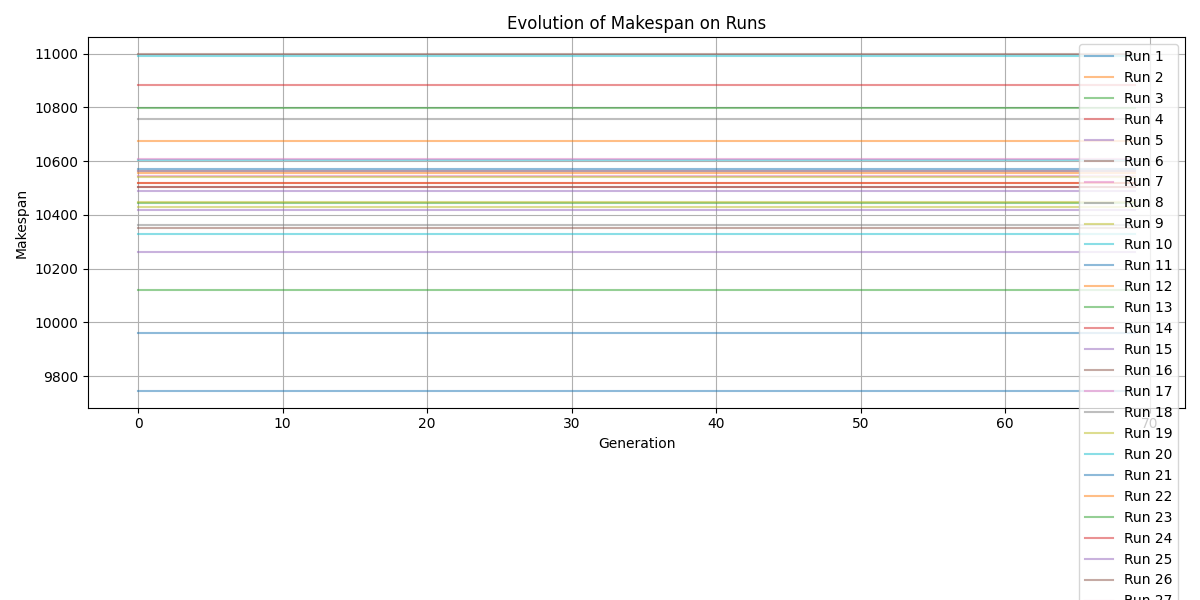 Evolution of Makespan on Runs
Makespan
11000
10800
10600
10400
10200
10000
9800
0
10
20
30
40
50
60
70
Generation
Run 1
Run 2
Run 3
Run 4
Run 5
Run 6
Run 7
Run 8
Run 9
Run 10
Run 11
Run 12
Run 13
Run 14
Run 15
Run 16
Run 17
Run 18
Run 19
Run 20
Run 21
Run 22
Run 23
Run 24
Run 25
Run 26
Run 27